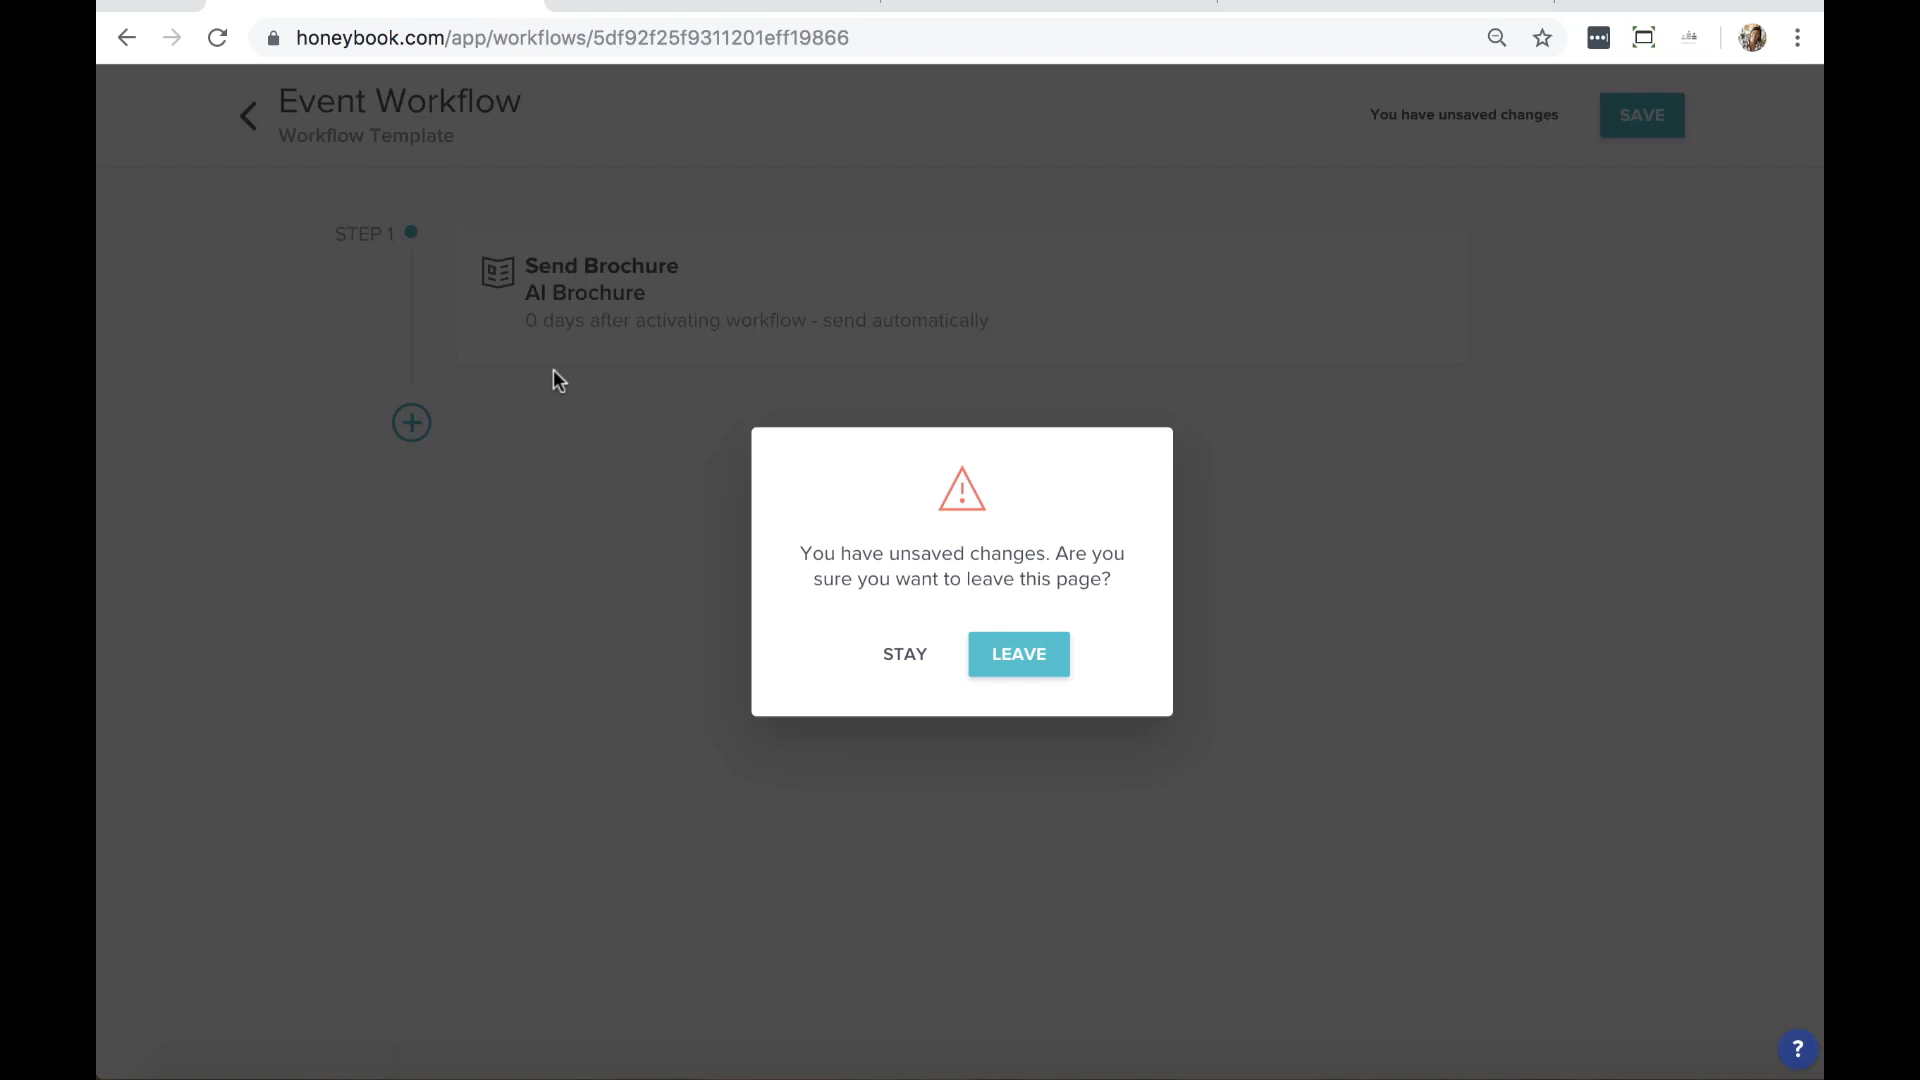 honeybook.com/app/workflows/5df92f25f9311201eff19866
Event Workflow
Workflow Template
You have unsaved changes
SAVE
STEP 1
Send Brochure
AI Brochure
0 days after activating workflow - send automatically
You have unsaved changes. Are you
sure you want to leave this page?
STAY
LEAVE
?